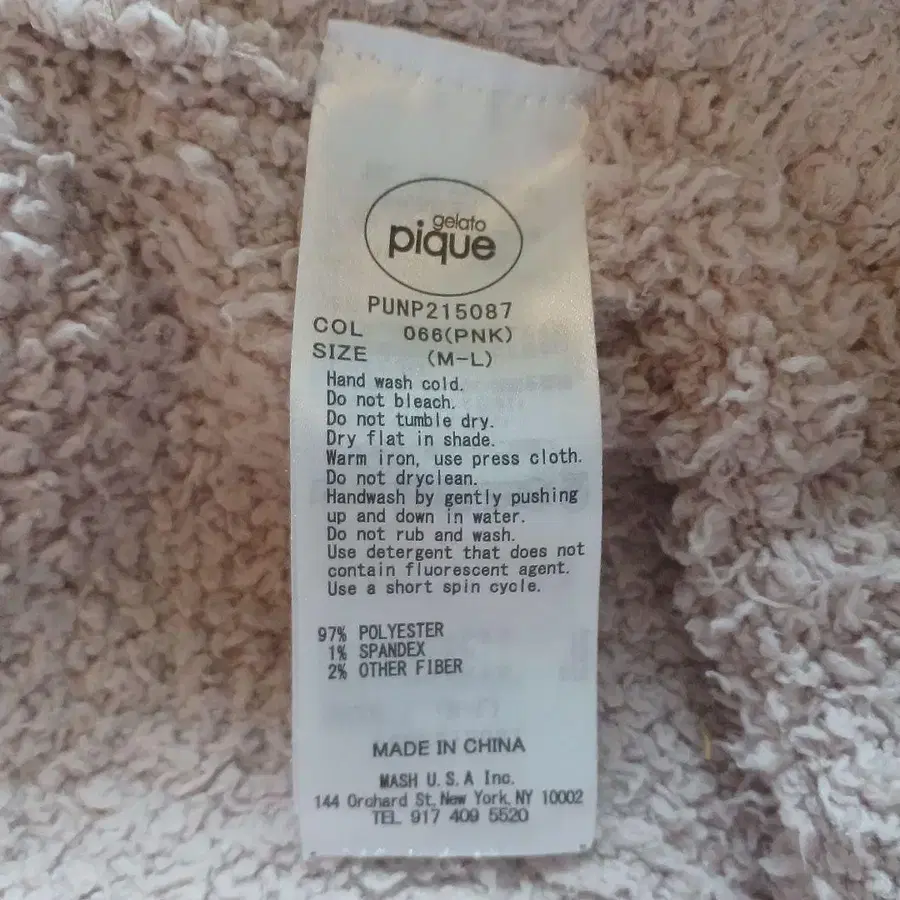 gelato
pique
PUNP215087
COL 066(PNK)
SIZE (M-L)
Hand wash cold.
Do not bleach.
Do not tumble dry.
Dry flat in shade.
Warm iron, use press cloth.
Do not dryclean.
Handwash by gently pushing
up and down in water.
Do not rub and wash.
Use detergent that does not
contain fluorescent agent.
Use a short spin cycle.
97% POLYESTER
1% SPANDEX
2% OTHER FIBER
MADE IN CHINA
MASH U.S.A Inc.
144 Orchard St, New York, NY 10002
TEL 917 409 5520